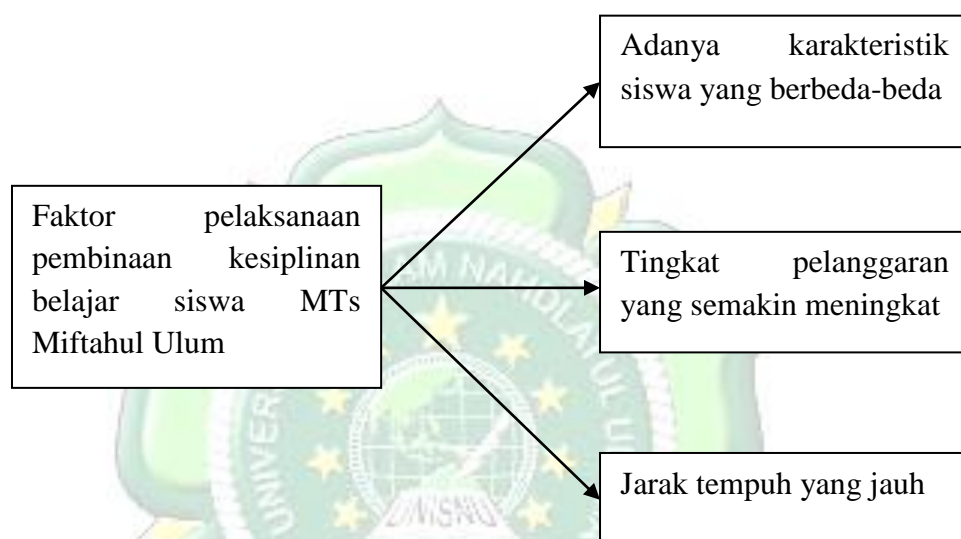 Adanya karakteristik
siswa yang berbeda-beda
Faktor pelaksanaan
pembinaan kesiplinan
belajar siswa MTs
Miftahul Ulum
Tingkat pelanggaran
yang semakin meningkat
Jarak tempuh yang jauh
UNISNU